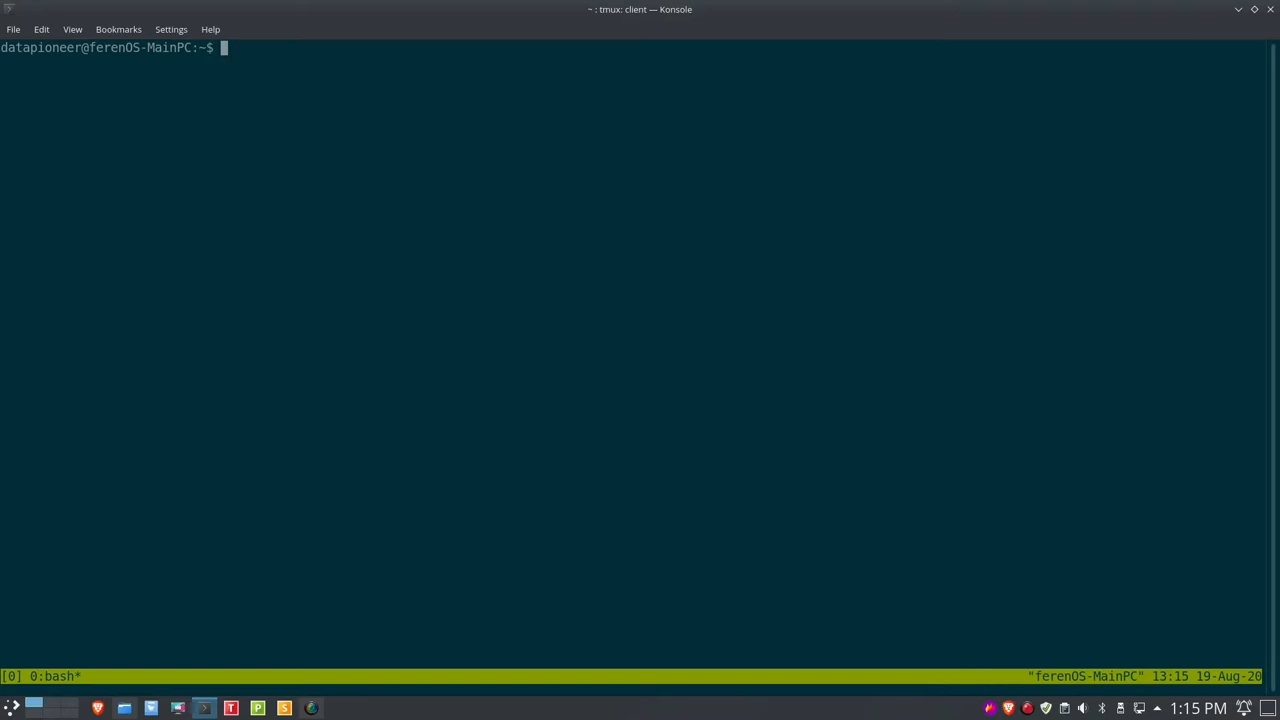 ~ : tmux: client — Konsole
File Edit View Bookmarks Settings Help
datapioneer@ferenOS-MainPC:~$
[0] 0:bash* "ferenOS-MainPC" 13:15 19-Aug-20
T P S 1:15 PM